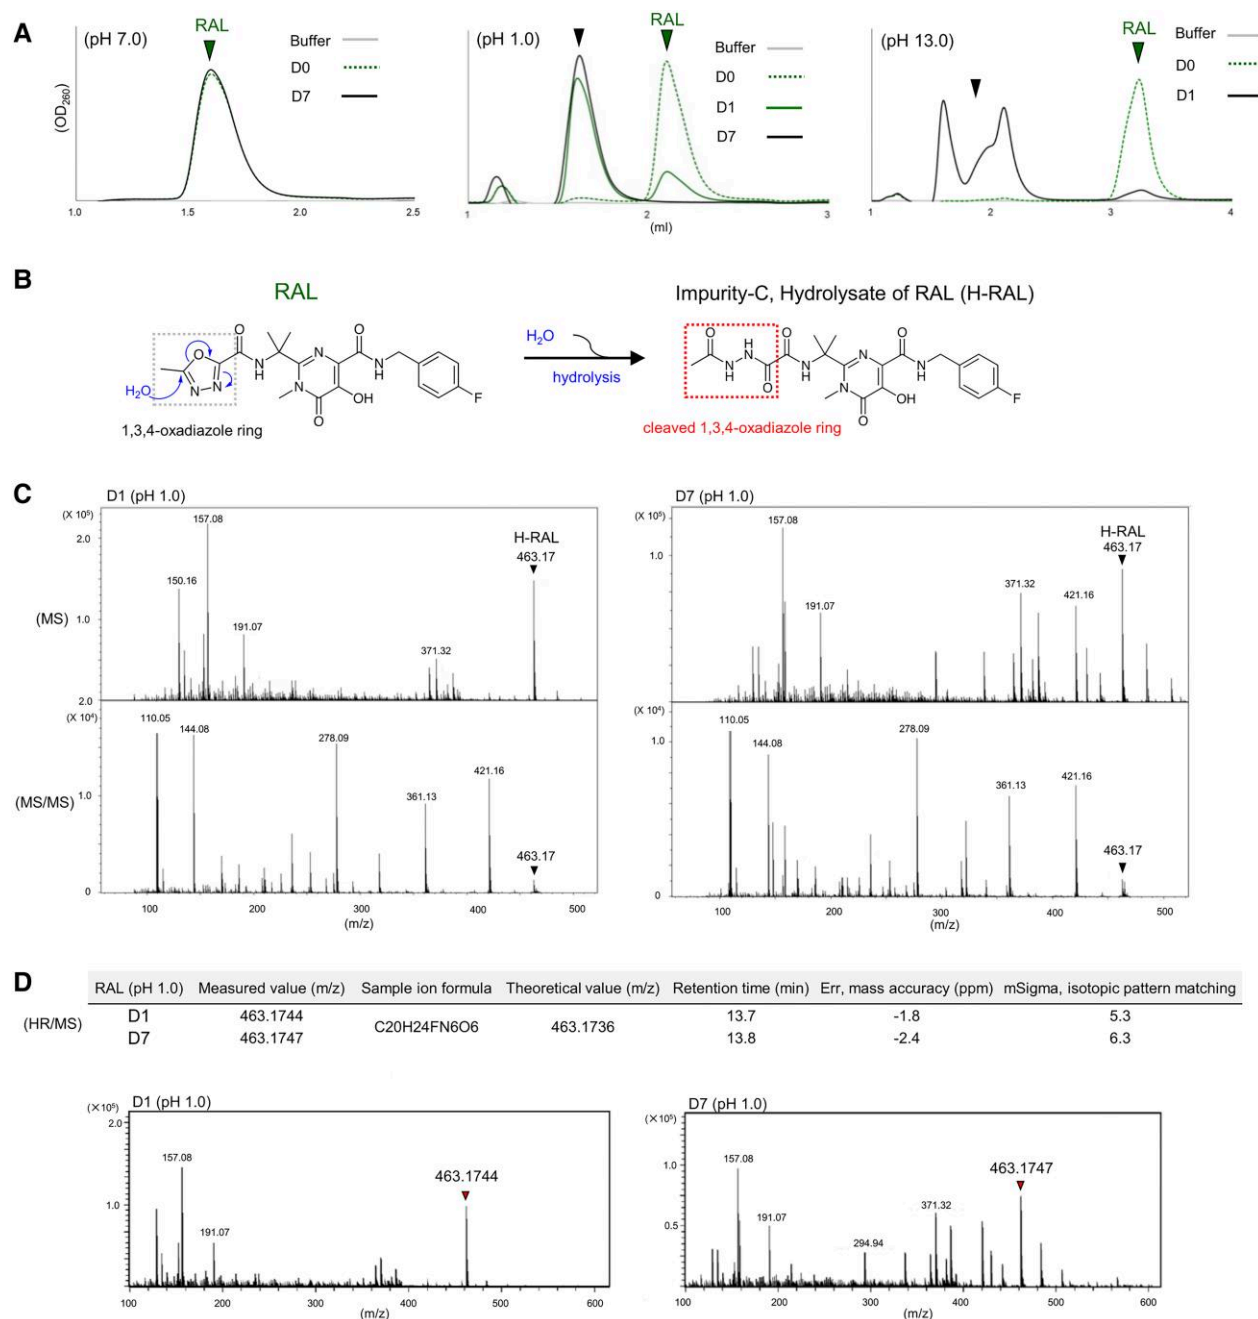 A
(pH 7.0)
RAL
Buffer
D0
D7
(OD260)
1.0
1.5
2.0
2.5
(pH 1.0)
RAL
Buffer
D0
D1
D7
1
2
3
(ml)
(pH 13.0)
RAL
Buffer
D0
D1
1
2
3
4
B
RAL
Impurity-C, Hydrolysate of RAL (H-RAL)
H2O
hydrolysis
O
N
N
O
N
H
N
N
O
OH
O
N
H
F
H2O
1,3,4-oxadiazole ring
O
N
H
H
N
O
O
N
H
N
N
O
OH
O
N
H
F
cleaved 1,3,4-oxadiazole ring
C
D1 (pH 1.0)
(X 10⁵)
2.0
1.0
2.0
(MS)
150.16
157.08
191.07
371.32
H-RAL
463.17
(X 10⁴)
1.0
0
(MS/MS)
110.05
144.08
278.09
361.13
421.16
463.17
100
200
300
400
500
(m/z)
D7 (pH 1.0)
(X 10⁵)
1.0
157.08
191.07
371.32
421.16
H-RAL
463.17
(X 10⁴)
1.0
0
110.05
144.08
278.09
361.13
421.16
463.17
100
200
300
400
500
(m/z)
D
RAL (pH 1.0) Measured value (m/z) Sample ion formula Theoretical value (m/z) Retention time (min) Err, mass accuracy (ppm) mSigma, isotopic pattern matching
(HR/MS)
D1 463.1744 C20H24FN6O6 463.1736 13.7 -1.8 5.3
D7 463.1747 13.8 -2.4 6.3
D1 (pH 1.0)
(×10⁵)
2.0
1.0
0
157.08
191.07
463.1744
100
200
300
400
500
600
D7 (pH 1.0)
(×10⁵)
1.0
0.5
0
157.08
191.07
294.94
371.32
463.1747
100
200
300
400
500
600